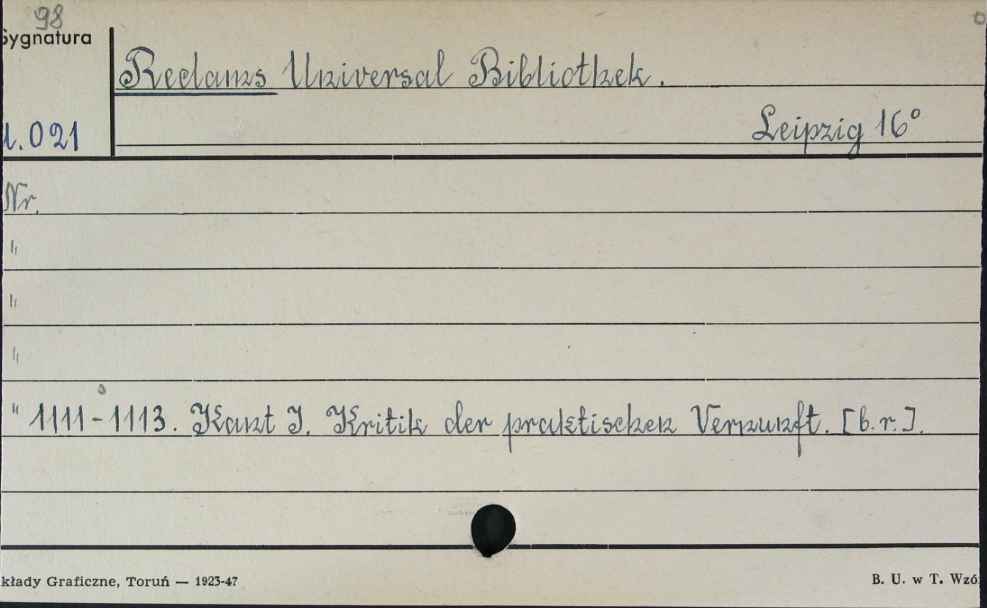 98
Sygnatura
Reclams Universal Bibliothek.
1.021
Leipzig 16°
Nr.
"
"
"
" 1111-1113. Kant I. Kritik der praktischen Vernunft. [b.r.].
kłady Graficzne, Toruń — 1923-47
B. U. w T. Wzó